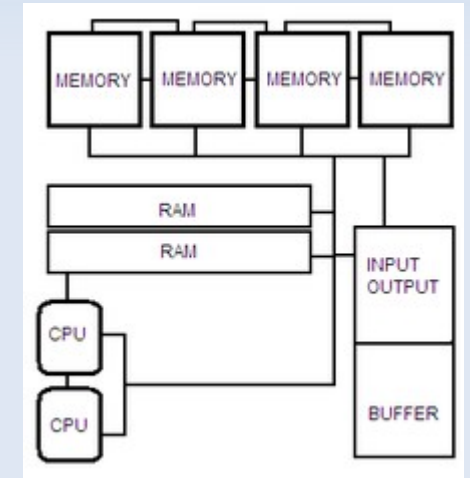 MEMORY MEMORY MEMORY MEMORY
RAM
RAM
INPUT
OUTPUT
CPU
BUFFER
CPU